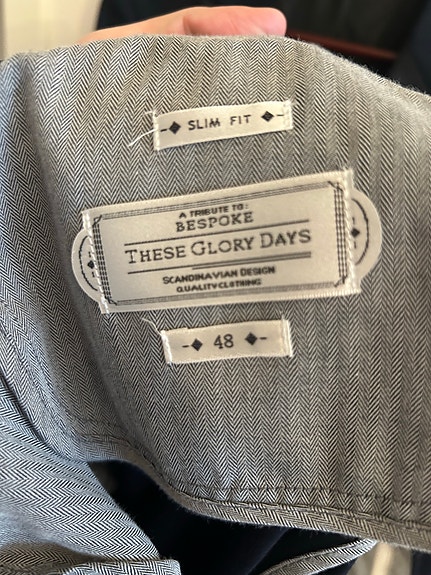 SLIM FIT
A TRIBUTE TO:
BESPOKE
THESE GLORY DAYS
SCANDINAVIAN DESIGN
QUALITY CLOTHING
48